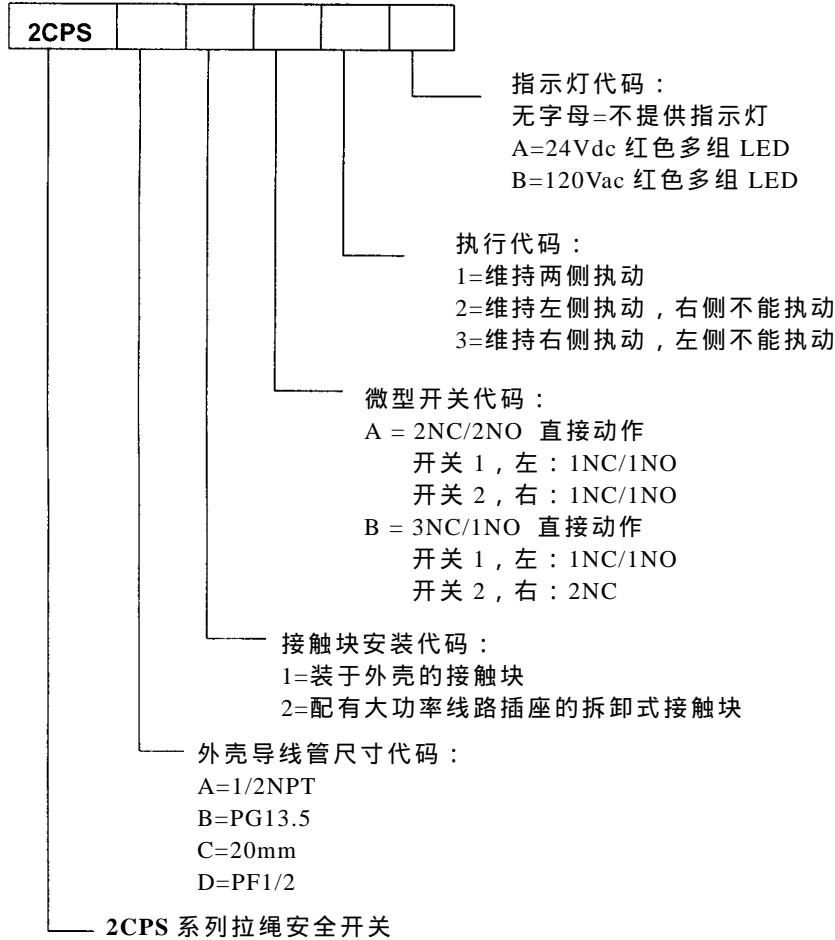 2CPS
指示灯代码：
无字母=不提供指示灯
A=24Vdc 红色多组 LED
B=120Vac 红色多组 LED
执行代码：
1=维持两侧执动
2=维持左侧执动，右侧不能执动
3=维持右侧执动，左侧不能执动
微型开关代码：
A = 2NC/2NO 直接动作
开关 1，左：1NC/1NO
开关 2，右：1NC/1NO
B = 3NC/1NO 直接动作
开关 1，左：1NC/1NO
开关 2，右：2NC
接触块安装代码：
1=装于外壳的接触块
2=配有大功率线路插座的拆卸式接触块
外壳导线管尺寸代码：
A=1/2NPT
B=PG13.5
C=20mm
D=PF1/2
2CPS 系列拉绳安全开关